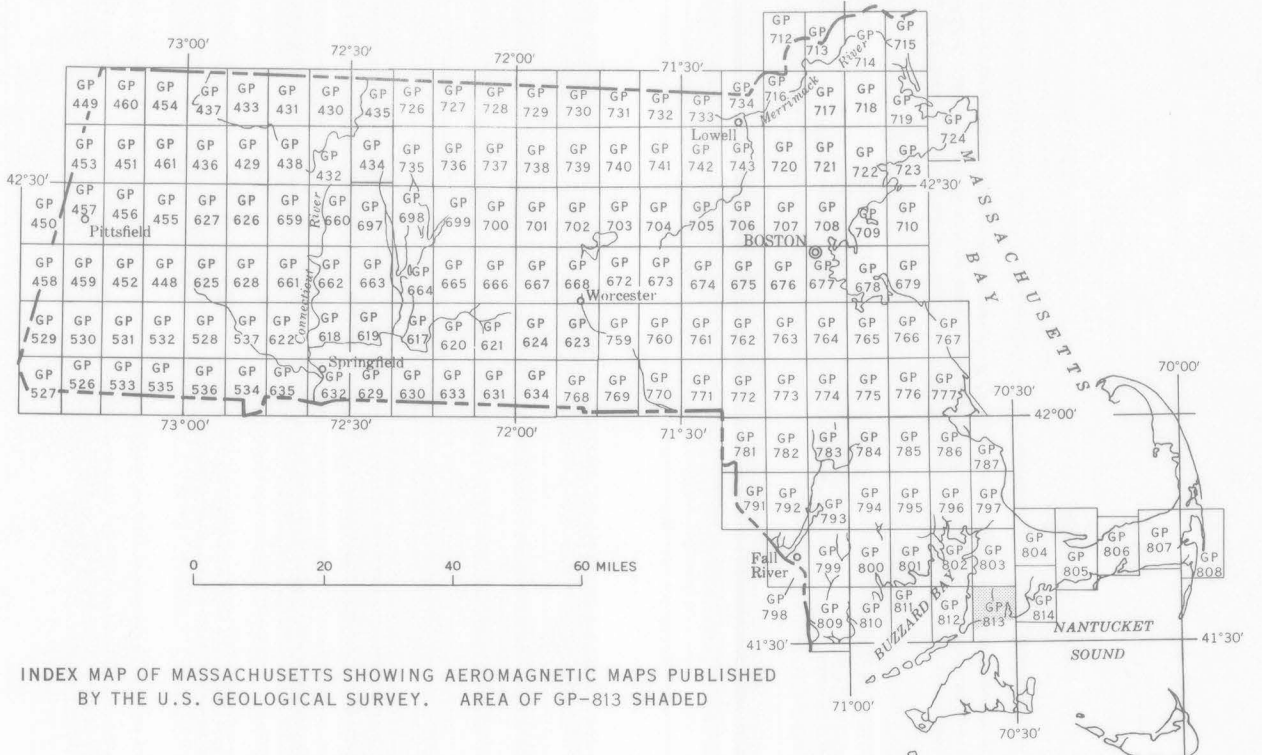 GP 712 GP 713 GP 714 GP 715
73°00' 72°30' 72°00' 71°30'
GP 449 GP 460 GP 454 GP 437 GP 433 GP 431 GP 430 GP 435 GP 726 GP 727 GP 728 GP 729 GP 730 GP 731 GP 732 GP 733 GP 734 GP 716 GP 717 GP 718 GP 719 GP 724
Merrimack River
Lowell
GP 453 GP 451 GP 461 GP 436 GP 429 GP 438 GP 432 GP 434 GP 735 GP 736 GP 737 GP 738 GP 739 GP 740 GP 741 GP 742 GP 743 GP 720 GP 721 GP 722 GP 723
42°30' 42°30'
MASSACHUSETTS BAY
GP 450 GP 457 GP 456 GP 455 GP 627 GP 626 GP 659 GP 660 GP 697 GP 698 GP 699 GP 700 GP 701 GP 702 GP 703 GP 704 GP 705 GP 706 GP 707 GP 708 GP 709 GP 710
Pittsfield
Connecticut River
BOSTON
GP 458 GP 459 GP 452 GP 448 GP 625 GP 628 GP 661 GP 662 GP 663 GP 664 GP 665 GP 666 GP 667 GP 668 GP 672 GP 673 GP 674 GP 675 GP 676 GP 677 GP 678 GP 679
Worcester
GP 529 GP 530 GP 531 GP 532 GP 528 GP 537 GP 622 GP 618 GP 619 GP 617 GP 620 GP 621 GP 624 GP 623 GP 759 GP 760 GP 761 GP 762 GP 763 GP 764 GP 765 GP 766 GP 767
Springfield
GP 527 GP 526 GP 533 GP 535 GP 536 GP 534 GP 635 GP 632 GP 629 GP 630 GP 633 GP 631 GP 634 GP 768 GP 769 GP 770 GP 771 GP 772 GP 773 GP 774 GP 775 GP 776 GP 777
70°30' 70°00'
42°00'
73°00' 72°30' 72°00' 71°30'
GP 781 GP 782 GP 783 GP 784 GP 785 GP 786 GP 787
GP 791 GP 792 GP 793 GP 794 GP 795 GP 796 GP 797
Fall River
GP 799 GP 800 GP 801 GP 802 GP 803 GP 804 GP 805 GP 806 GP 807 GP 808
0 20 40 60 MILES
GP 798 GP 809 GP 810 GP 811 GP 812 GP 813 GP 814
BUZZARD BAY
NANTUCKET SOUND
41°30' 41°30'
71°00' 70°30'
INDEX MAP OF MASSACHUSETTS SHOWING AEROMAGNETIC MAPS PUBLISHED
BY THE U.S. GEOLOGICAL SURVEY. AREA OF GP-813 SHADED